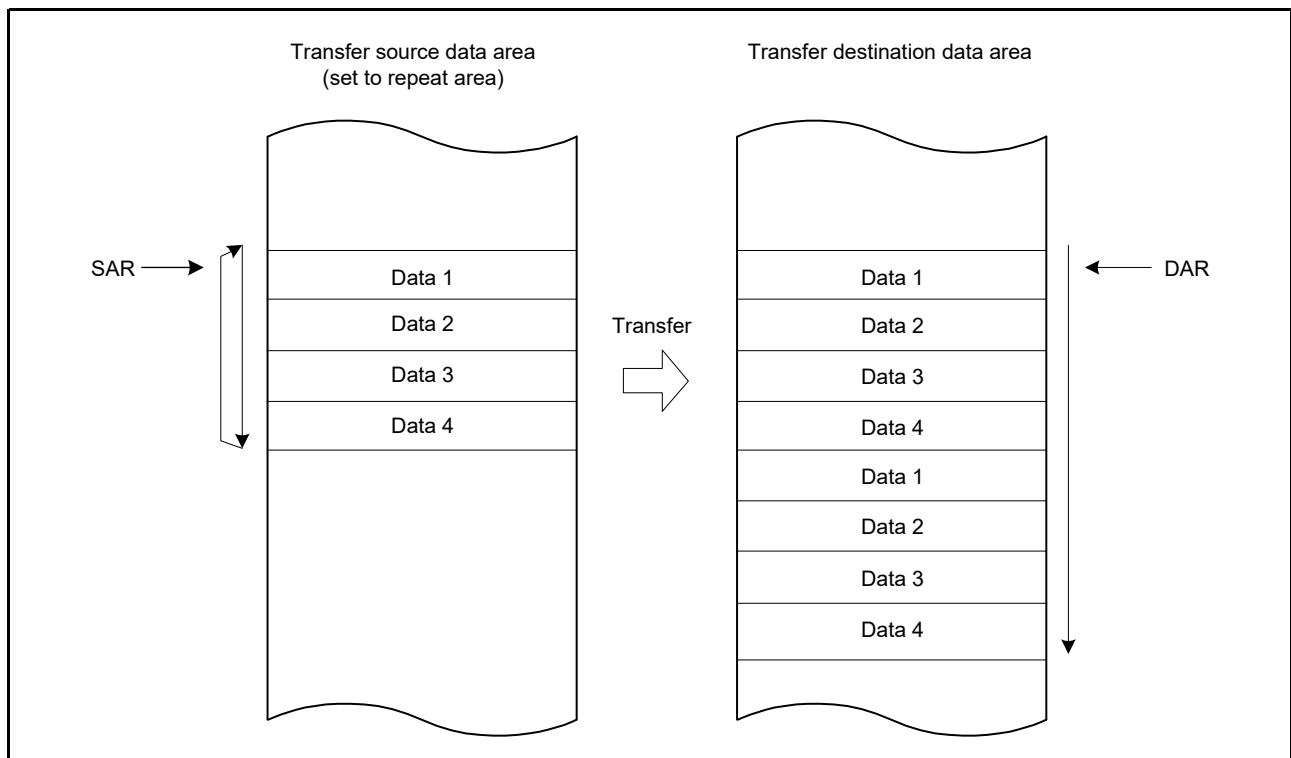 Transfer source data area
(set to repeat area)
Transfer destination data area
SAR
Data 1
Data 2
Data 3
Data 4
Transfer
Data 1
Data 2
Data 3
Data 4
Data 1
Data 2
Data 3
Data 4
DAR